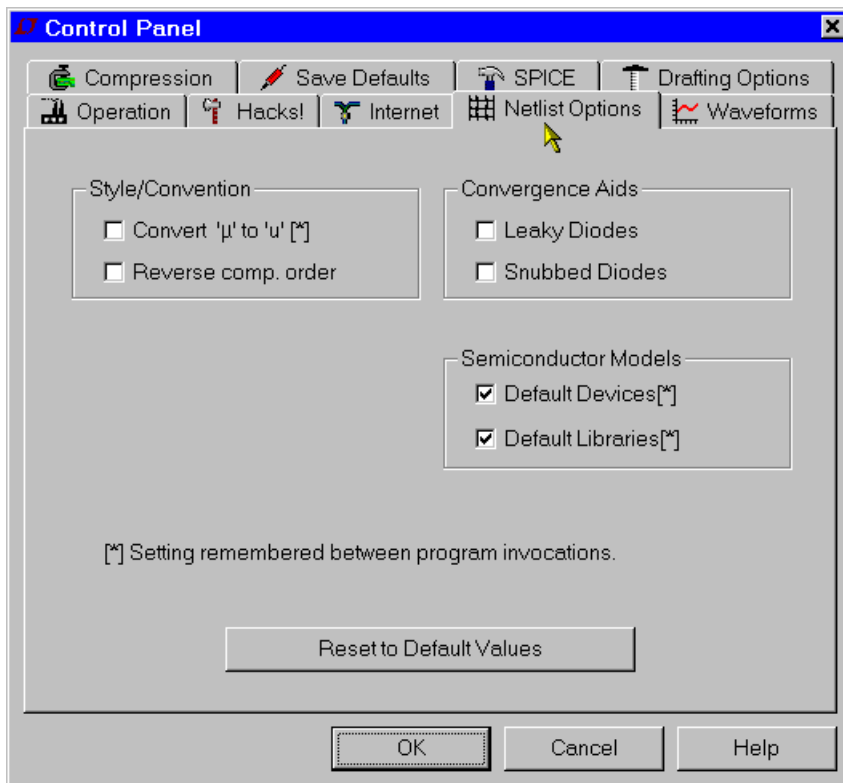 Control Panel
Compression Save Defaults SPICE Drafting Options
Operation Hacks! Internet Netlist Options Waveforms
Style/Convention
Convert 'µ' to 'u' [*]
Reverse comp. order
Convergence Aids
Leaky Diodes
Snubbed Diodes
Semiconductor Models
Default Devices[*]
Default Libraries[*]
[*] Setting remembered between program invocations.
Reset to Default Values
OK Cancel Help